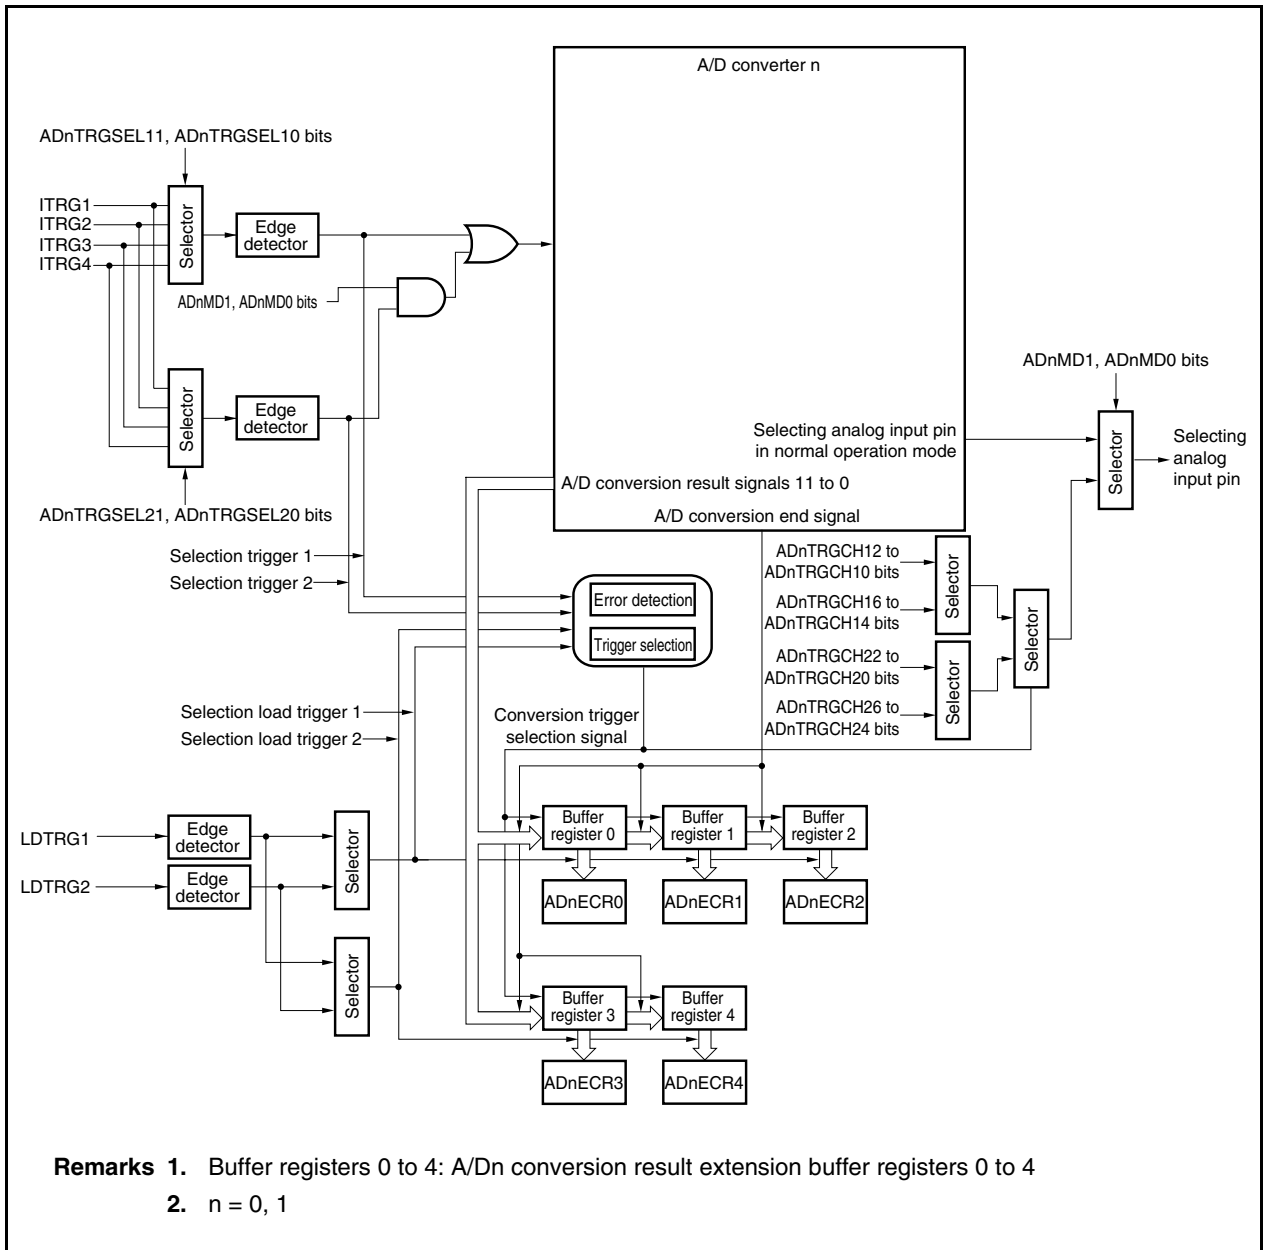 A/D converter n
ADnTRGSEL11, ADnTRGSEL10 bits
ITRG1
ITRG2
ITRG3
ITRG4
Selector
Edge
detector
ADnMD1, ADnMD0 bits
Selector
Edge
detector
ADnTRGSEL21, ADnTRGSEL20 bits
ADnMD1, ADnMD0 bits
Selecting analog input pin
in normal operation mode
Selector
Selecting
analog
input pin
A/D conversion result signals 11 to 0
A/D conversion end signal
Selection trigger 1
Selection trigger 2
Error detection
Trigger selection
ADnTRGCH12 to
ADnTRGCH10 bits
ADnTRGCH16 to
ADnTRGCH14 bits
Selector
ADnTRGCH22 to
ADnTRGCH20 bits
ADnTRGCH26 to
ADnTRGCH24 bits
Selector
Selector
Selection load trigger 1
Selection load trigger 2
Conversion trigger
selection signal
LDTRG1
Edge
detector
LDTRG2
Edge
detector
Selector
Selector
Buffer
register 0
Buffer
register 1
Buffer
register 2
ADnECR0
ADnECR1
ADnECR2
Buffer
register 3
Buffer
register 4
ADnECR3
ADnECR4
Remarks 1. Buffer registers 0 to 4: A/Dn conversion result extension buffer registers 0 to 4
2. n = 0, 1